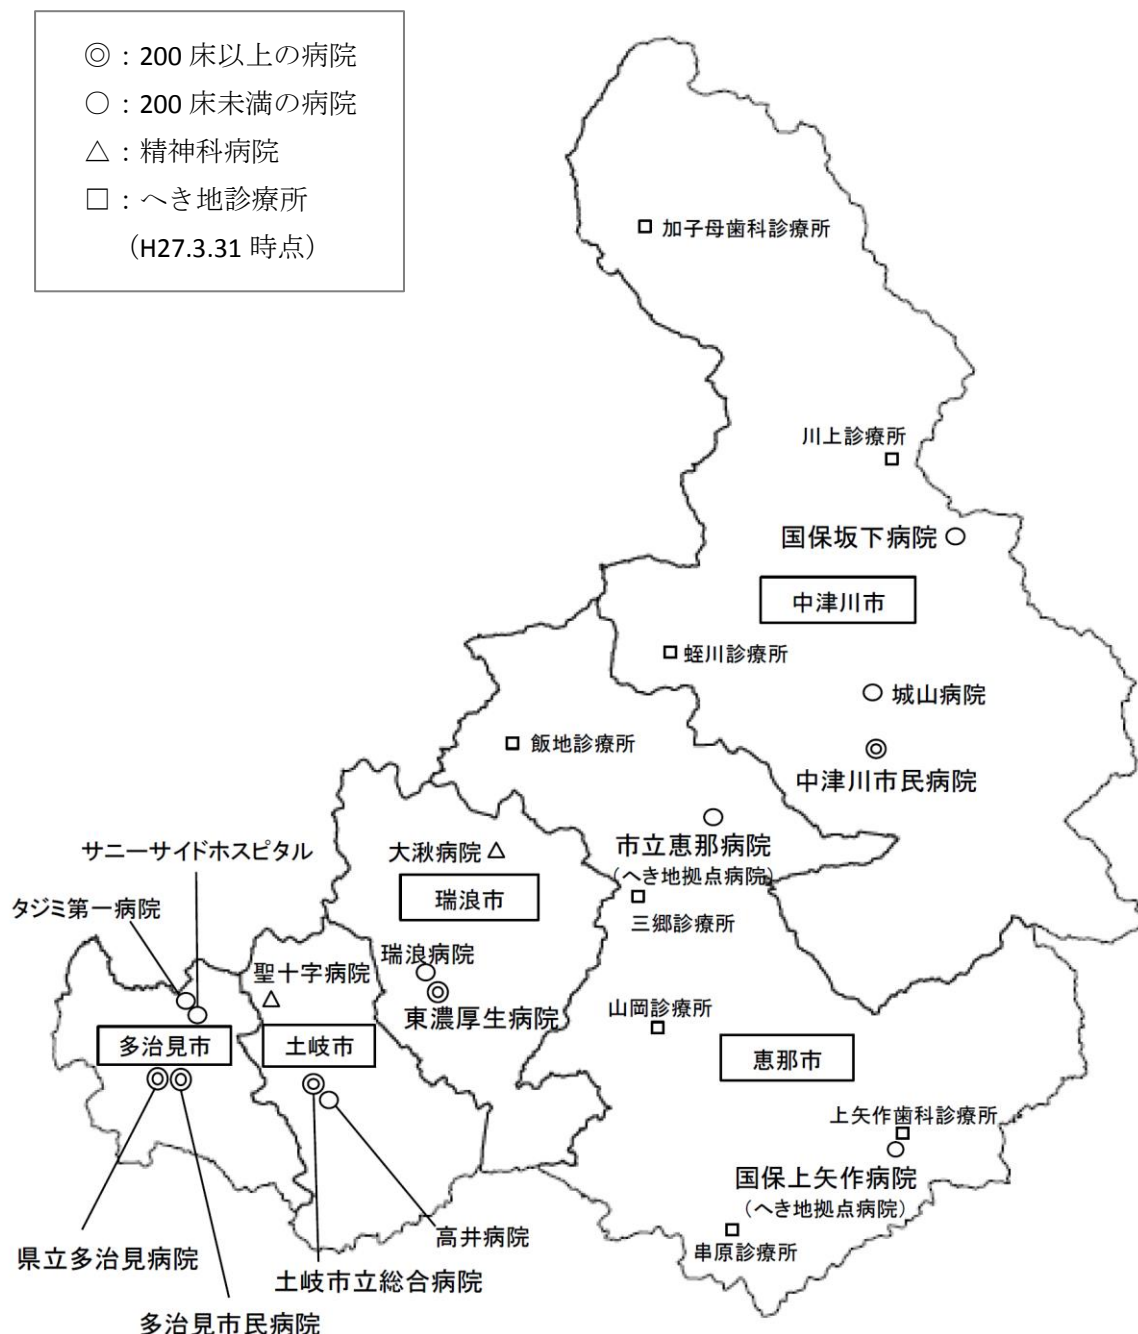 ◎：200 床以上の病院
○：200 床未満の病院
△：精神科病院
□：へき地診療所
（H27.3.31 時点）
加子母歯科診療所
川上診療所
国保坂下病院
中津川市
蛭川診療所
城山病院
飯地診療所
中津川市民病院
サニーサイドホスピタル
大湫病院
市立恵那病院
（へき地拠点病院）
タジミ第一病院
瑞浪市
三郷診療所
瑞浪病院
聖十字病院
東濃厚生病院
山岡診療所
多治見市
土岐市
恵那市
上矢作歯科診療所
国保上矢作病院
（へき地拠点病院）
高井病院
串原診療所
県立多治見病院
土岐市立総合病院
多治見市民病院